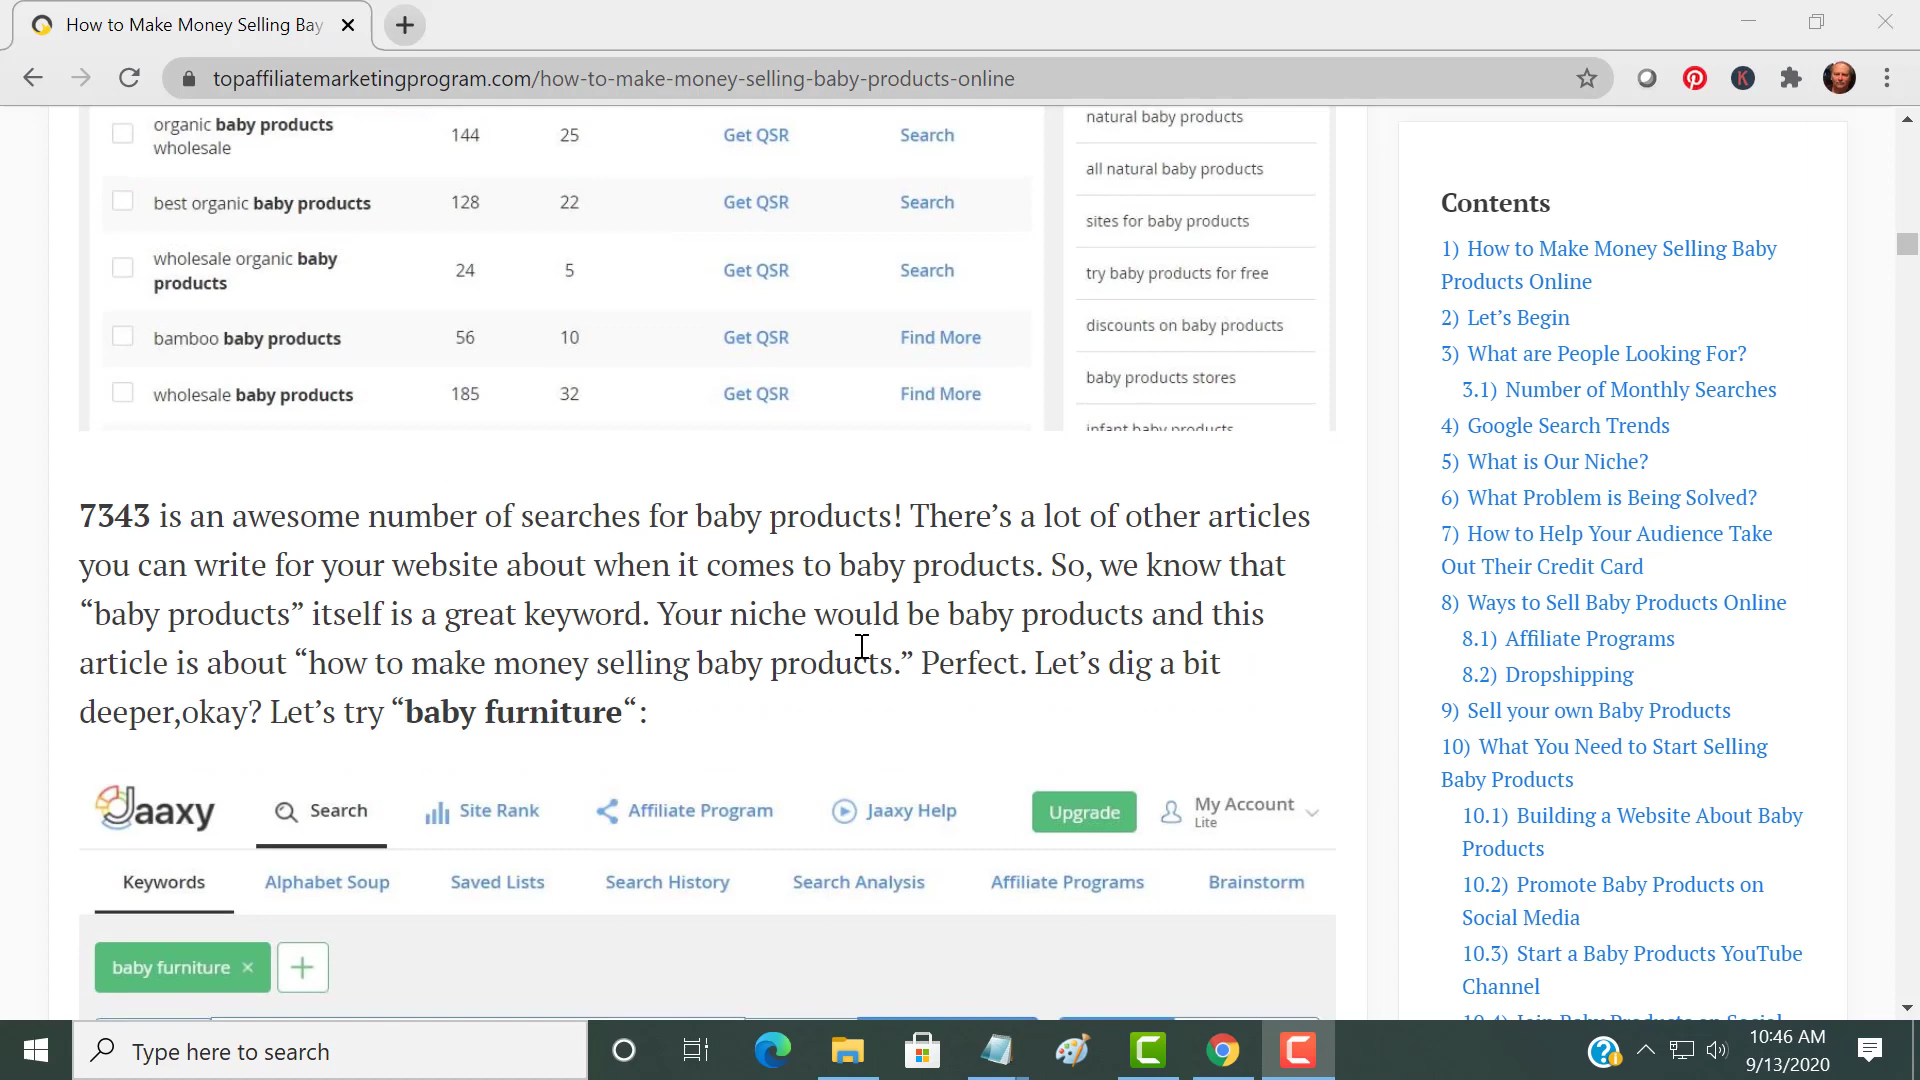 How to Make Money Selling Bay
topaffiliatemarketingprogram.com/how-to-make-money-selling-baby-products-online
K
organic baby products
wholesale
144
25
Get QSR
Search
best organic baby products
128
22
Get QSR
Search
wholesale organic baby
products
24
5
Get QSR
Search
bamboo baby products
56
10
Get QSR
Find More
wholesale baby products
185
32
Get QSR
Find More
natural baby products
all natural baby products
sites for baby products
try baby products for free
discounts on baby products
baby products stores
infant baby products
7343 is an awesome number of searches for baby products! There’s a lot of other articles
you can write for your website about when it comes to baby products. So, we know that
“baby products” itself is a great keyword. Your niche would be baby products and this
article is about “how to make money selling baby products.” Perfect. Let’s dig a bit
deeper,okay? Let’s try “baby furniture“:
Jaaxy
Search
Site Rank
Affiliate Program
Jaaxy Help
Upgrade
My Account
Lite
Keywords
Alphabet Soup
Saved Lists
Search History
Search Analysis
Affiliate Programs
Brainstorm
baby furniture ×
Contents
1) How to Make Money Selling Baby
Products Online
2) Let’s Begin
3) What are People Looking For?
3.1) Number of Monthly Searches
4) Google Search Trends
5) What is Our Niche?
6) What Problem is Being Solved?
7) How to Help Your Audience Take
Out Their Credit Card
8) Ways to Sell Baby Products Online
8.1) Affiliate Programs
8.2) Dropshipping
9) Sell your own Baby Products
10) What You Need to Start Selling
Baby Products
10.1) Building a Website About Baby
Products
10.2) Promote Baby Products on
Social Media
10.3) Start a Baby Products YouTube
Channel
10.4) Join Baby Products on Social
Type here to search
10:46 AM
9/13/2020